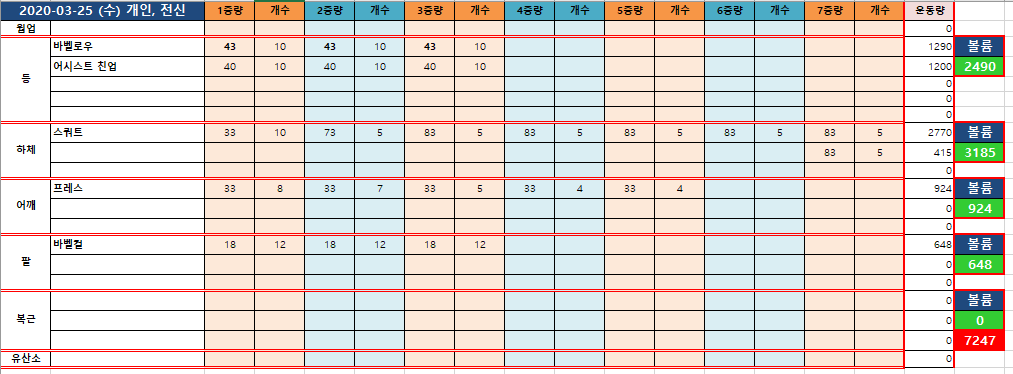 2020-03-25 (수) 개인, 전신 1중량 개수 2중량 개수 3중량 개수 4중량 개수 5중량 개수 6중량 개수 7중량 개수 운동량
웜업 0
바벨로우 43 10 43 10 43 10 1290 볼륨
등 어시스트 친업 40 10 40 10 40 10 1200 2490
0
0
0
스쿼트 33 10 73 5 83 5 83 5 83 5 83 5 83 5 2770 볼륨
하체 83 5 415 3185
0
프레스 33 8 33 7 33 5 33 4 33 4 924 볼륨
어깨 0 924
0
바벨컬 18 12 18 12 18 12 648 볼륨
팔 0 648
0
0 볼륨
복근 0 0
0 7247
유산소 0